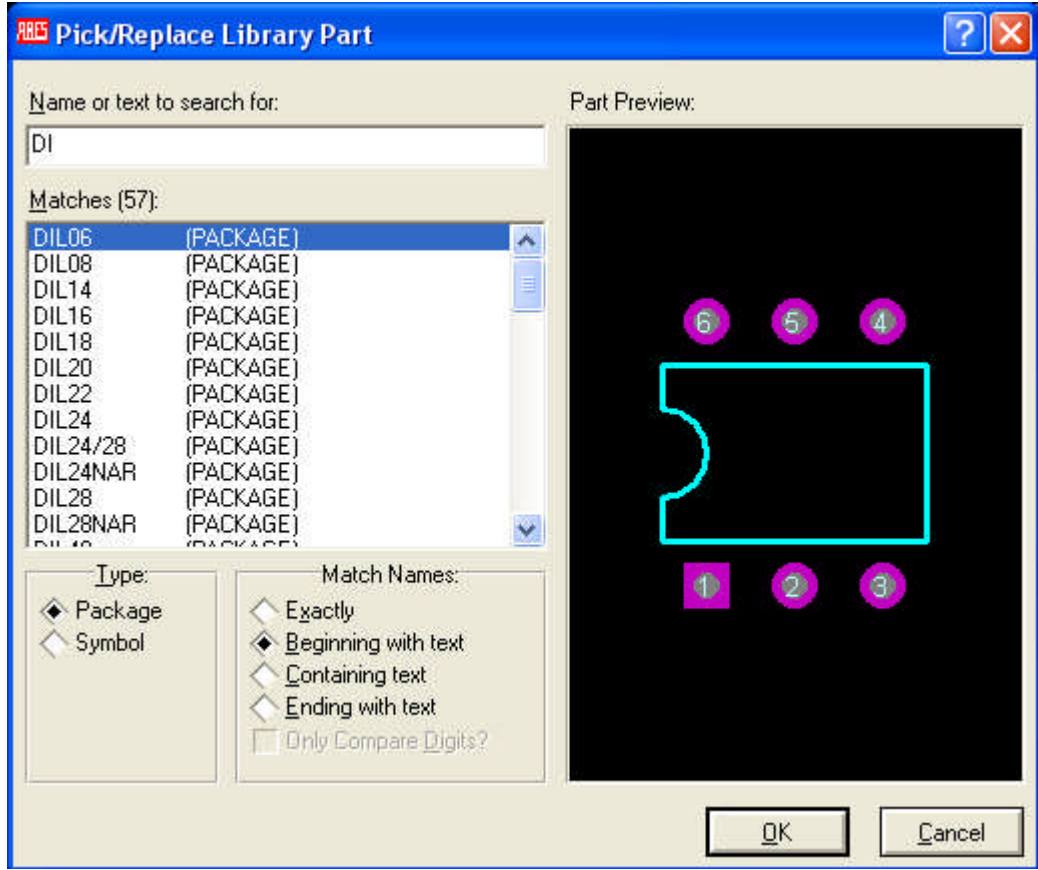 ARES Pick/Replace Library Part
Name or text to search for:
DI
Matches (57):
DIL06 (PACKAGE)
DIL08 (PACKAGE)
DIL14 (PACKAGE)
DIL16 (PACKAGE)
DIL18 (PACKAGE)
DIL20 (PACKAGE)
DIL22 (PACKAGE)
DIL24 (PACKAGE)
DIL24/28 (PACKAGE)
DIL24NAR (PACKAGE)
DIL28 (PACKAGE)
DIL28NAR (PACKAGE)
Type:
Package
Symbol
Match Names:
Exactly
Beginning with text
Containing text
Ending with text
Only Compare Digits?
Part Preview:
6 5 4
1 2 3
OK Cancel